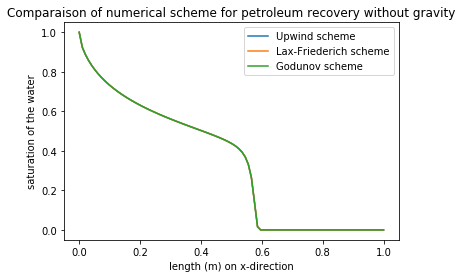 Comparaison of numerical scheme for petroleum recovery without gravity
Upwind scheme
Lax-Friederich scheme
Godunov scheme
saturation of the water
1.0
0.8
0.6
0.4
0.2
0.0
0.0 0.2 0.4 0.6 0.8 1.0
length (m) on x-direction